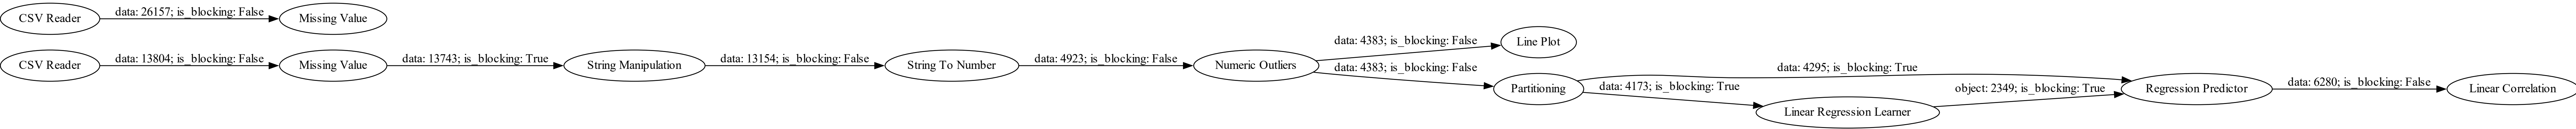 CSV Reader
data: 26157; is_blocking: False
Missing Value
CSV Reader
data: 13804; is_blocking: False
Missing Value
data: 13743; is_blocking: True
String Manipulation
data: 13154; is_blocking: False
String To Number
data: 4923; is_blocking: False
Numeric Outliers
data: 4383; is_blocking: False
Line Plot
data: 4383; is_blocking: False
Partitioning
data: 4295; is_blocking: True
data: 4173; is_blocking: True
Linear Regression Learner
object: 2349; is_blocking: True
Regression Predictor
data: 6280; is_blocking: False
Linear Correlation